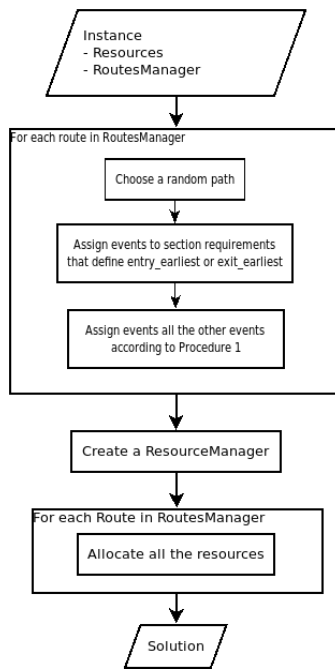 Instance
- Resources
- RoutesManager
For each route in RoutesManager
Choose a random path
Assign events to section requirements
that define entry_earliest or exit_earliest
Assign events all the other events
according to Procedure 1
Create a ResourceManager
For each Route in RoutesManager
Allocate all the resources
Solution